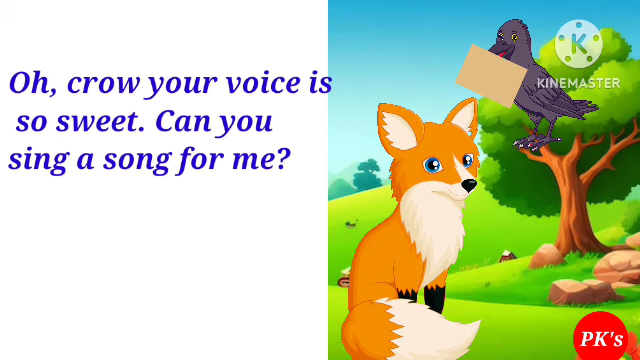 Oh, crow your voice is
so sweet. Can you
sing a song for me?
KINEMASTER
PK's